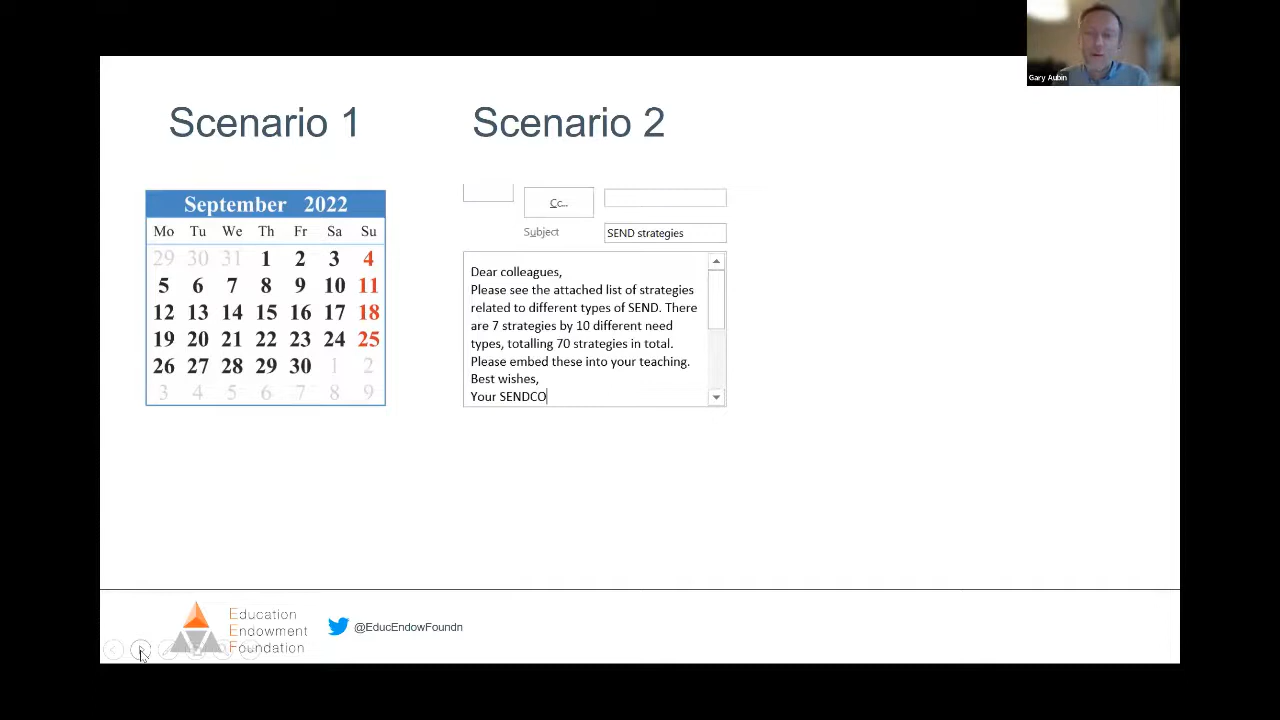 Gary Aubin
Scenario 1
Scenario 2
September 2022
Mo Tu We Th Fr Sa Su
29 30 31 1 2 3 4
5 6 7 8 9 10 11
12 13 14 15 16 17 18
19 20 21 22 23 24 25
26 27 28 29 30 1 2
3 4 5 6 7 8 9
Cc...
Subject
SEND strategies
Dear colleagues,
Please see the attached list of strategies
related to different types of SEND. There
are 7 strategies by 10 different need
types, totalling 70 strategies in total.
Please embed these into your teaching.
Best wishes,
Your SENDCO
Education
Endowment
Foundation
@EducEndowFoundn